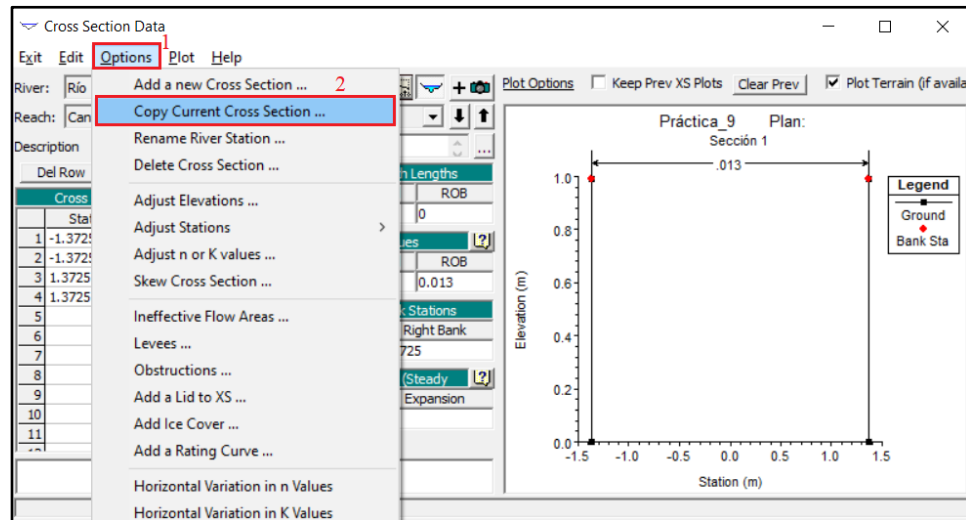 Cross Section Data
1
Exit Edit Options Plot Help
River: Río
Reach: Can
Description
Del Row
Cross
Stat
1 -1.3725
2 -1.3725
3 1.3725
4 1.3725
5
6
7
8
9
10
11
Add a new Cross Section ... 2
Copy Current Cross Section ...
Rename River Station ...
Delete Cross Section ...
Adjust Elevations ...
Adjust Stations >
Adjust n or K values ...
Skew Cross Section ...
Ineffective Flow Areas ...
Levees ...
Obstructions ...
Add a Lid to XS ...
Add Ice Cover ...
Add a Rating Curve ...
Horizontal Variation in n Values
Horizontal Variation in K Values
...
h Lengths
ROB
0
ues
ROB
0.013
k Stations
Right Bank
725
(Steady
Expansion
Plot Options Keep Prev XS Plots Clear Prev Plot Terrain (if availa
Práctica_9 Plan:
Sección 1
.013
Legend
Ground
Bank Sta
Elevation (m)
1.0
0.8
0.6
0.4
0.2
0.0
-1.5 -1.0 -0.5 0.0 0.5 1.0 1.5
Station (m)